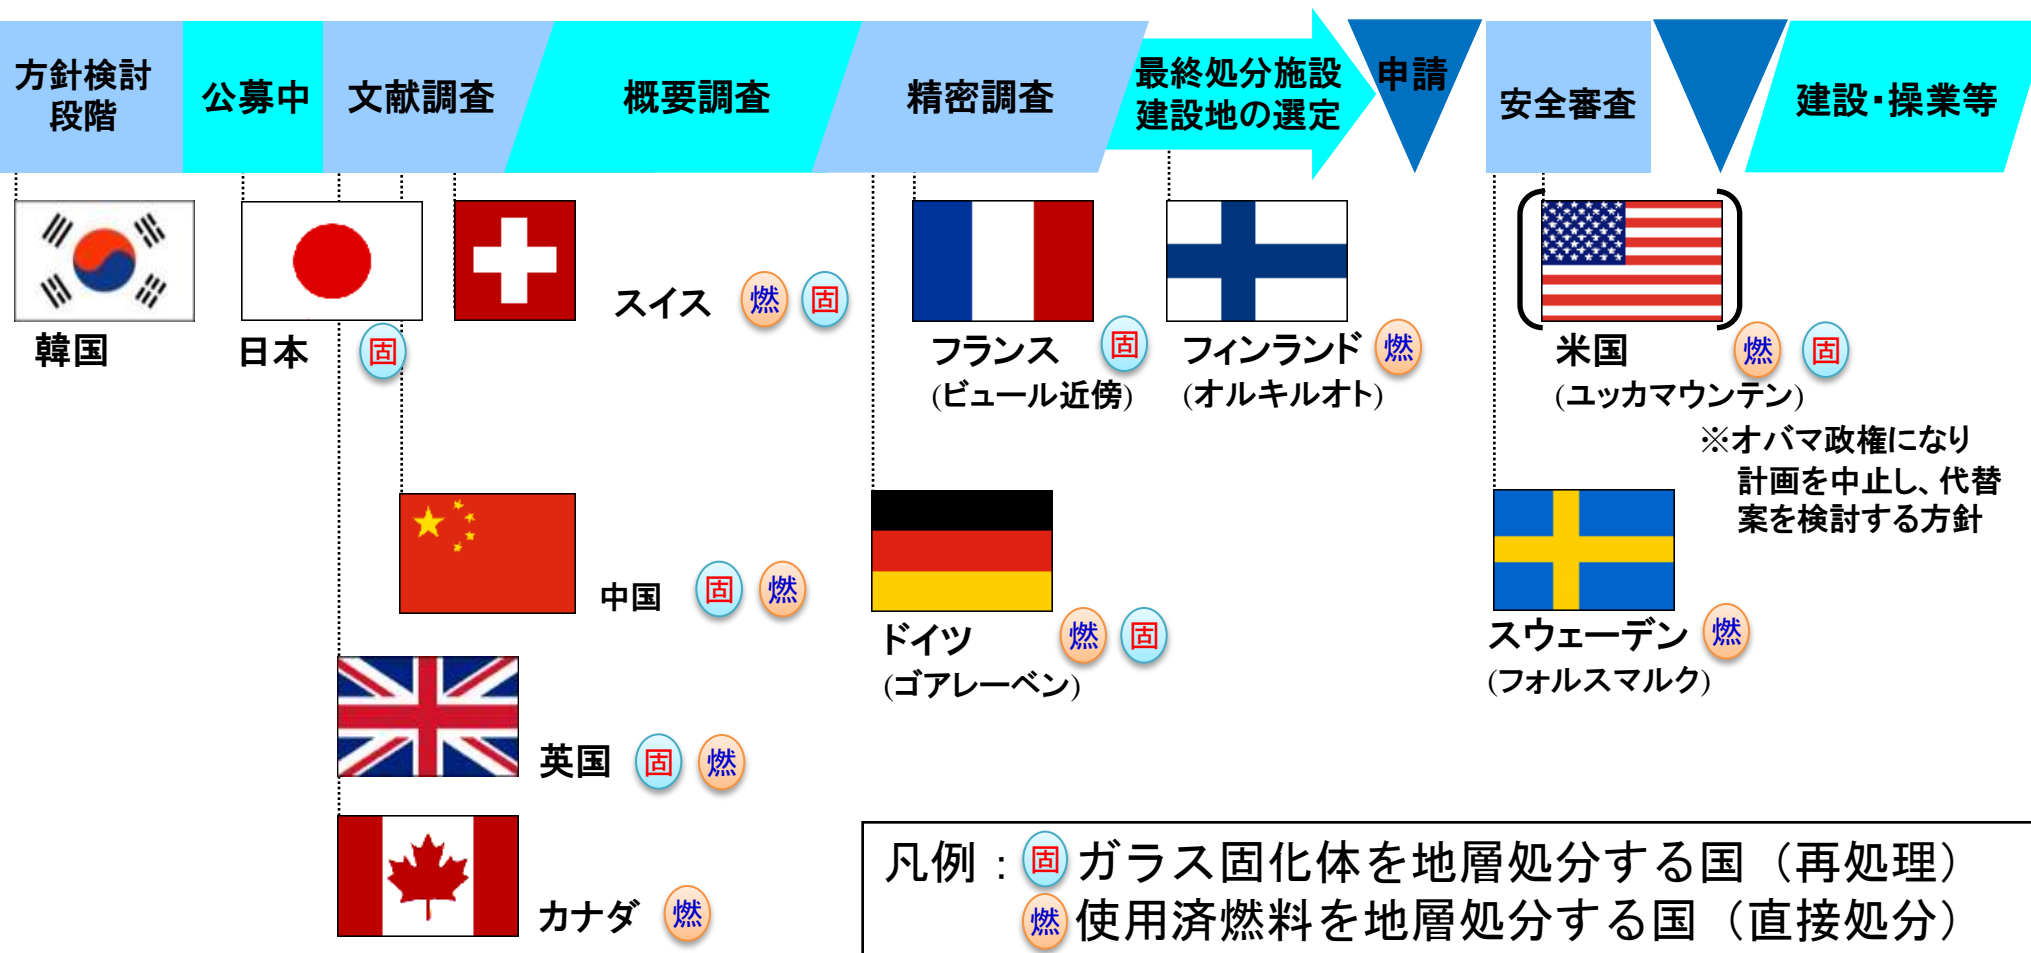 方針検討
段階
公募中
文献調査
概要調査
精密調査
最終処分施設
建設地の選定
申請
安全審査
建設・操業等
韓国
日本 固
スイス 燃 固
フランス 固
(ビュール近傍)
フィンランド 燃
(オルキルオト)
米国 燃 固
(ユッカマウンテン)
※オバマ政権になり
計画を中止し、代替
案を検討する方針
中国 固 燃
ドイツ 燃 固
(ゴアレーベン)
スウェーデン 燃
(フォルスマルク)
英国 固 燃
カナダ 燃
凡例：固 ガラス固化体を地層処分する国（再処理）
燃 使用済燃料を地層処分する国（直接処分）